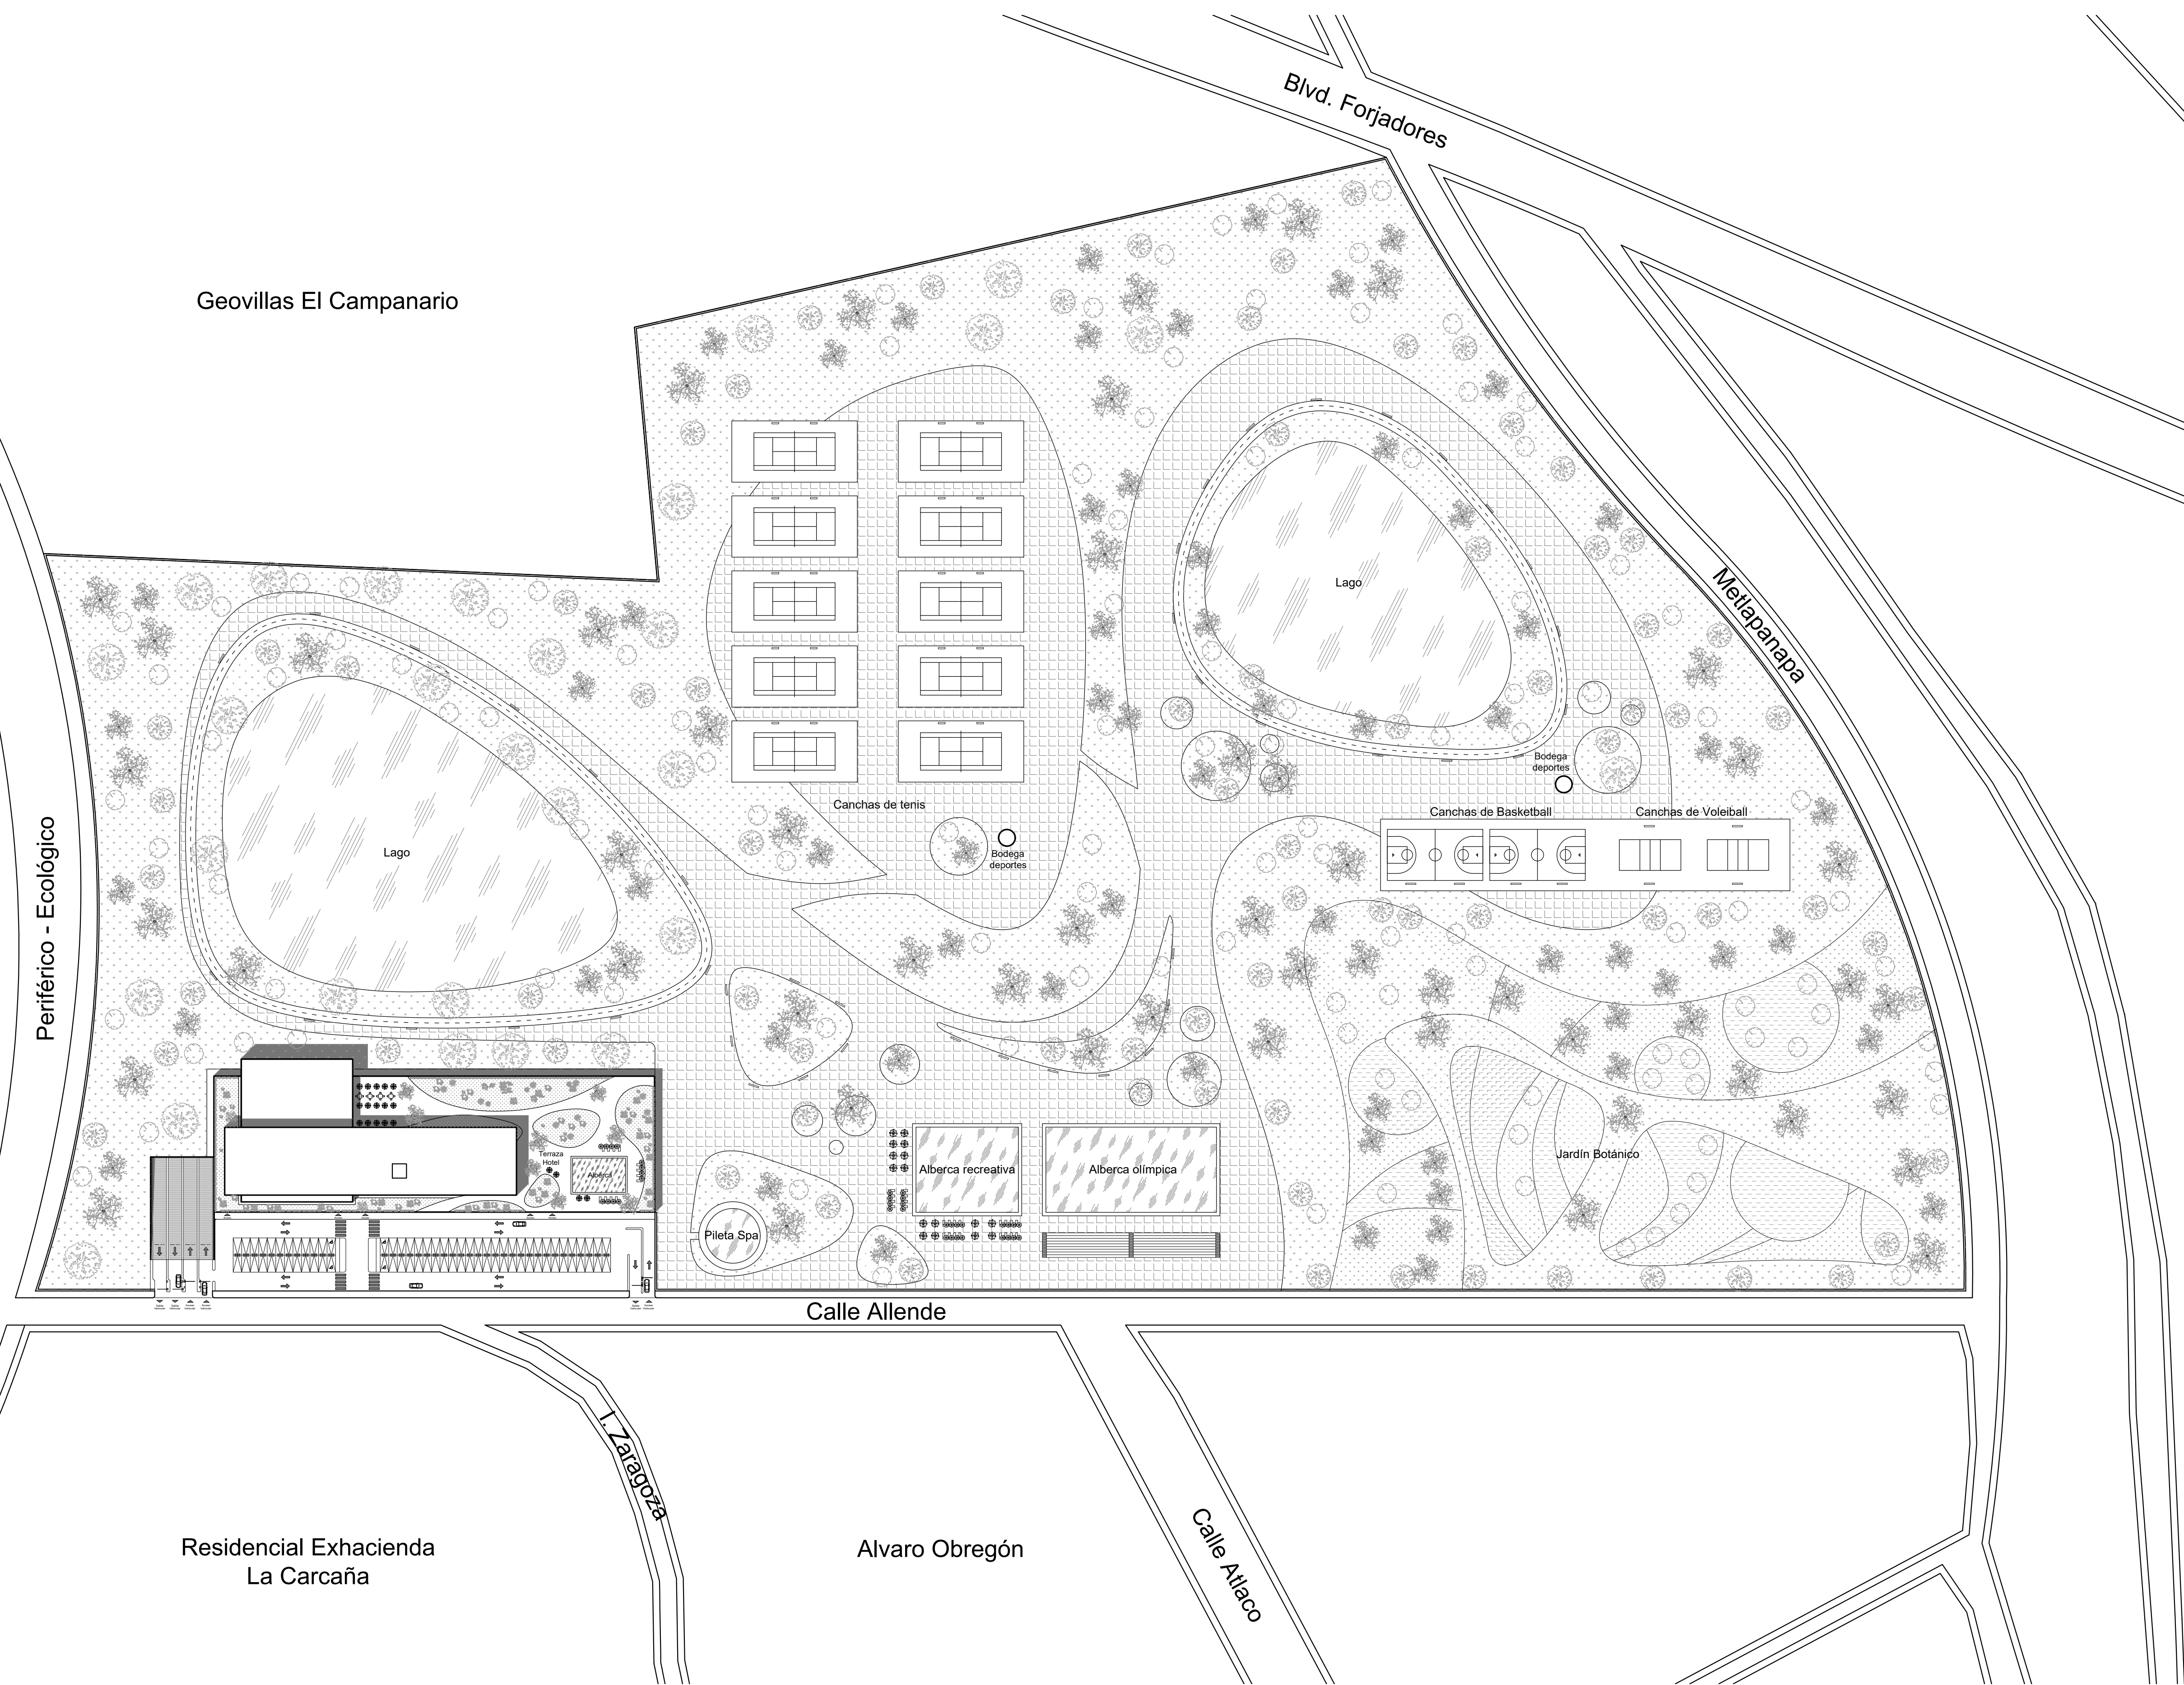 Blvd. Forjadores
Geovillas El Campanario
Lago
Metlapanapa
Bodega
deportes
Canchas de tenis
Canchas de Basketball
Canchas de Voleiball
Periférico - Ecológico
Lago
Bodega
deportes
Terraza
Hotel
Alberca
Alberca recreativa
Alberca olímpica
Jardín Botánico
Pileta Spa
Calle Allende
I. Zaragoza
Residencial Exhacienda
La Carcaña
Alvaro Obregón
Calle Atlaco